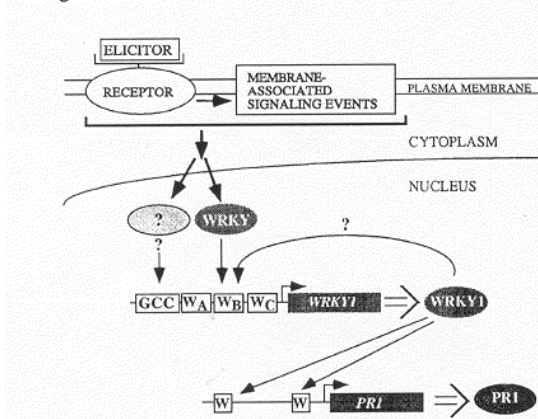 ELICITOR
RECEPTOR
MEMBRANE-
ASSOCIATED
SIGNALING EVENTS
PLASMA MEMBRANE
CYTOPLASM
NUCLEUS
?
WRKY
?
?
GCC
WA
WB
WC
WRKY1
WRKY1
W
W
PR1
PR1